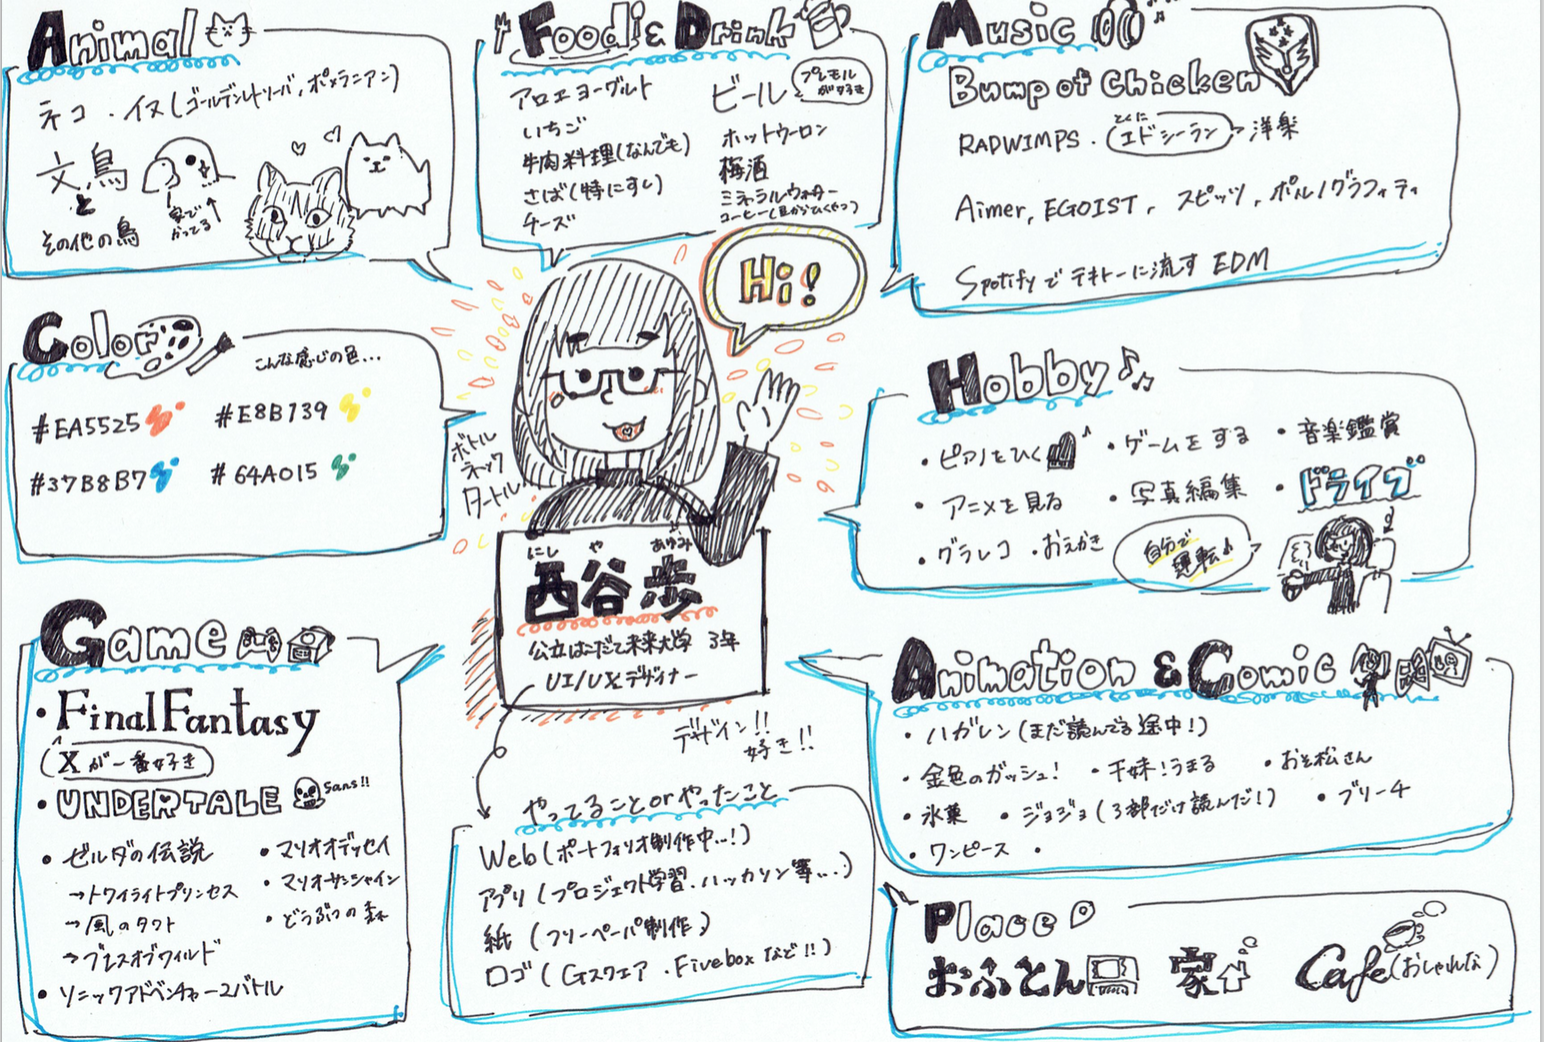 Animal
ネコ・イヌ(ゴールデンレトリーバー, ポメラニアン)
文鳥
と
その他の鳥
家で
かってる
Food & Drink
アロエヨーグルト
いちご
牛肉料理(なんでも)
さば(特にすし)
チーズ
ビール
プレモル
が好き
ホットウーロン
梅酒
ミネラルウォーター
Music
Bump of Chicken
RADWIMPS.
とくに
エドシーラン
洋楽
Aimer, EGOIST, スピッツ, ポルノグラフィティ
Spotifyでテキトーに流す EDM
Color
こんな感じの色...
#EA5525 #E8B139
#37B8B7 #64A015
Hi!
ボトル
ネック
タートル
にし や あゆみ
西谷 歩
公立はこだて未来大学 3年
UI/UXデザイナー
デザイン!!
好き!!
Hobby
・ピアノをひく ・ゲームをする ・音楽鑑賞
・アニメを見る ・写真編集 ・ドライブ
・グラレコ ・おえかき
自分で
運転♪
Game
・Final Fantasy
(Xが一番好き)
・UNDERTALE
Sans!!
・ゼルダの伝説
→トワイライトプリンセス
→風のタクト
→ブレスオブワイルド
・ソニックアドベンチャー2バトル
・マリオオデッセイ
・マリオサンシャイン
・どうぶつの森
やってること or やったこと
Web(ポートフォリオ制作中...!)
アプリ(プロジェクト学習・ハッカソン等...)
紙(フリーペーパ制作)
ロゴ(Gスクエア・Fivebox など!!)
Animation & Comic
・ハガレン(まだ読んでる途中!)
・金色のガッシュ! ・干妹!うまる ・おそ松さん
・氷菓 ・ジョジョ(3部だけ読んだ!) ・ブリーチ
・ワンピース ・
Place
おふとん 家 Cafe(おしゃれな)